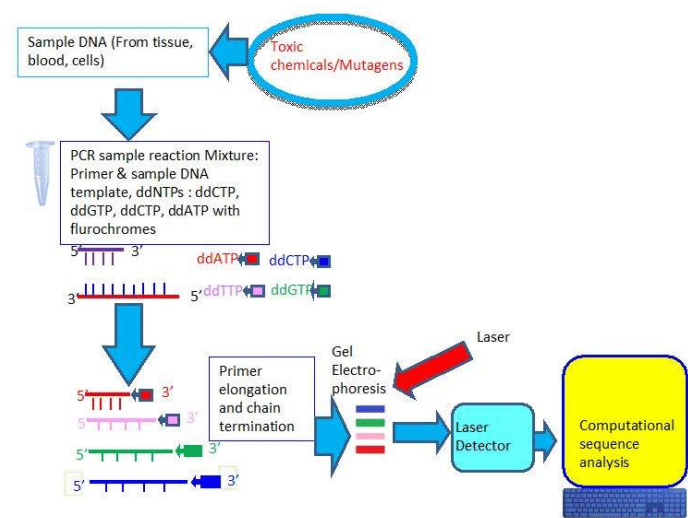 Sample DNA (From tissue,
blood, cells)
Toxic
chemicals/Mutagens
PCR sample reaction Mixture:
Primer & sample DNA
template, ddNTPs : ddCTP,
ddGTP, ddCTP, ddATP with
flurochromes
5’ 3’
ddATP ddCTP
3’ 5’
ddTTP ddGTP
Laser
Gel
Electro-
phoresis
Primer
elongation
and chain
termination
5’ 3’
5’ 3’
5’ 3’
5’ 3’
Laser
Detector
Computational
sequence
analysis